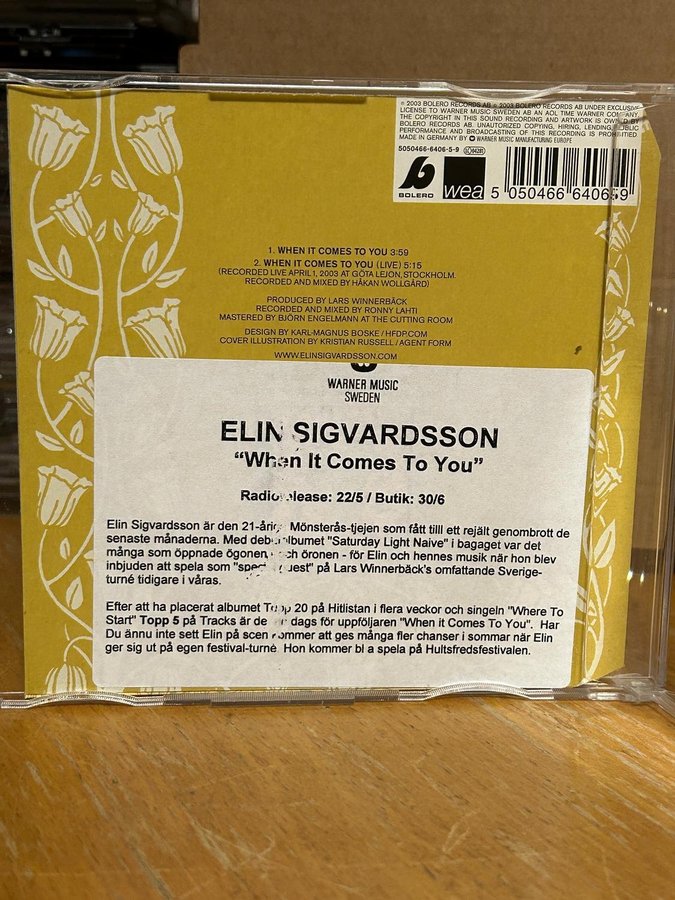 ℗ 2003 BOLERO RECORDS AB © 2003 BOLERO RECORDS AB UNDER EXCLUSIVE
LICENSE TO WARNER MUSIC SWEDEN AB AN AOL TIME WARNER COMPANY.
THE COPYRIGHT IN THIS SOUND RECORDING AND ARTWORK IS OWNED BY
BOLERO RECORDS AB. UNAUTHORIZED COPYING, HIRING, LENDING, PUBLIC
PERFORMANCE AND BROADCASTING OF THIS RECORDING IS PROHIBITED
MADE IN GERMANY BY WARNER MUSIC MANUFACTURING EUROPE
5050466-6406-5-9
BOLERO
wea
5 050466 640659
1. WHEN IT COMES TO YOU 3:59
2. WHEN IT COMES TO YOU (LIVE) 5:15
(RECORDED LIVE APRIL 1, 2003 AT GÖTA LEJON, STOCKHOLM.
RECORDED AND MIXED BY HÅKAN WOLLGÅRD)
PRODUCED BY LARS WINNERBÄCK
RECORDED AND MIXED BY RONNY LAHTI
MASTERED BY BJÖRN ENGELMANN AT THE CUTTING ROOM
DESIGN BY KARL-MAGNUS BOSKE / HFDP.COM
COVER ILLUSTRATION BY KRISTIAN RUSSELL / AGENT FORM
WWW.ELINSIGVARDSSON.COM
WARNER MUSIC
SWEDEN
ELIN SIGVARDSSON
"When It Comes To You"
Radiorelease: 22/5 / Butik: 30/6
Elin Sigvardsson är den 21-åriga Mönsterås-tjejen som fått tilll ett rejält genombrott de
senaste månaderna. Med debutalbumet "Saturday Light Naive" i bagaget var det
många som öppnade ögonen, och öronen - för Elin och hennes musik när hon blev
inbjuden att spela som "special guest" på Lars Winnerbäck's omfattande Sverige-
turné tidigare i våras.
Efter att ha placerat albumet Topp 20 på Hitlistan i flera veckor och singeln "Where To
Start" Topp 5 på Tracks är de dags för uppföljaren "When it Comes To You". Har
Du ännu inte sett Elin på scen kommer att ges många fler chanser i sommar när Elin
ger sig ut på egen festival-turné. Hon kommer bl a spela på Hultsfredsfestivalen.